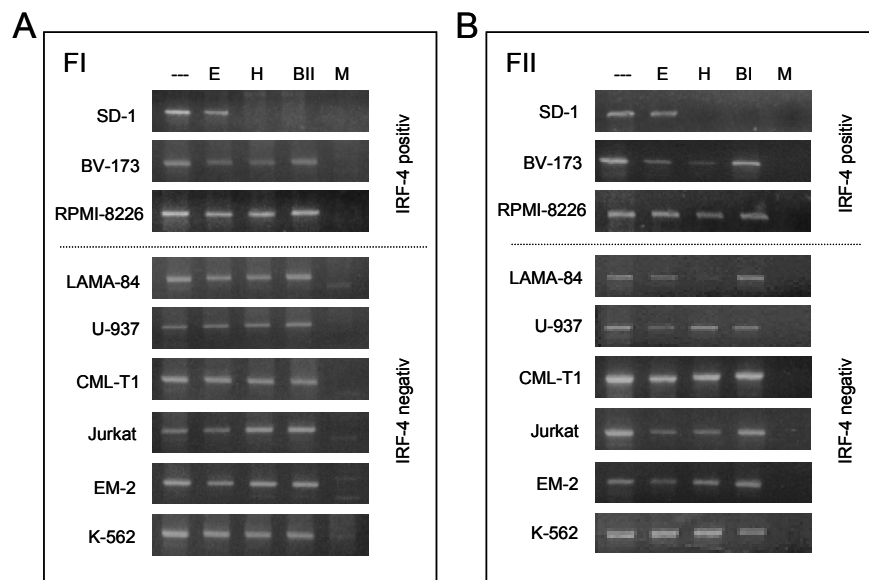 A
FI
--- E H BII M
SD-1
BV-173
RPMI-8226
IRF-4 positiv
LAMA-84
U-937
CML-T1
Jurkat
EM-2
K-562
IRF-4 negativ
B
FII
--- E H BI M
SD-1
BV-173
RPMI-8226
IRF-4 positiv
LAMA-84
U-937
CML-T1
Jurkat
EM-2
K-562
IRF-4 negativ